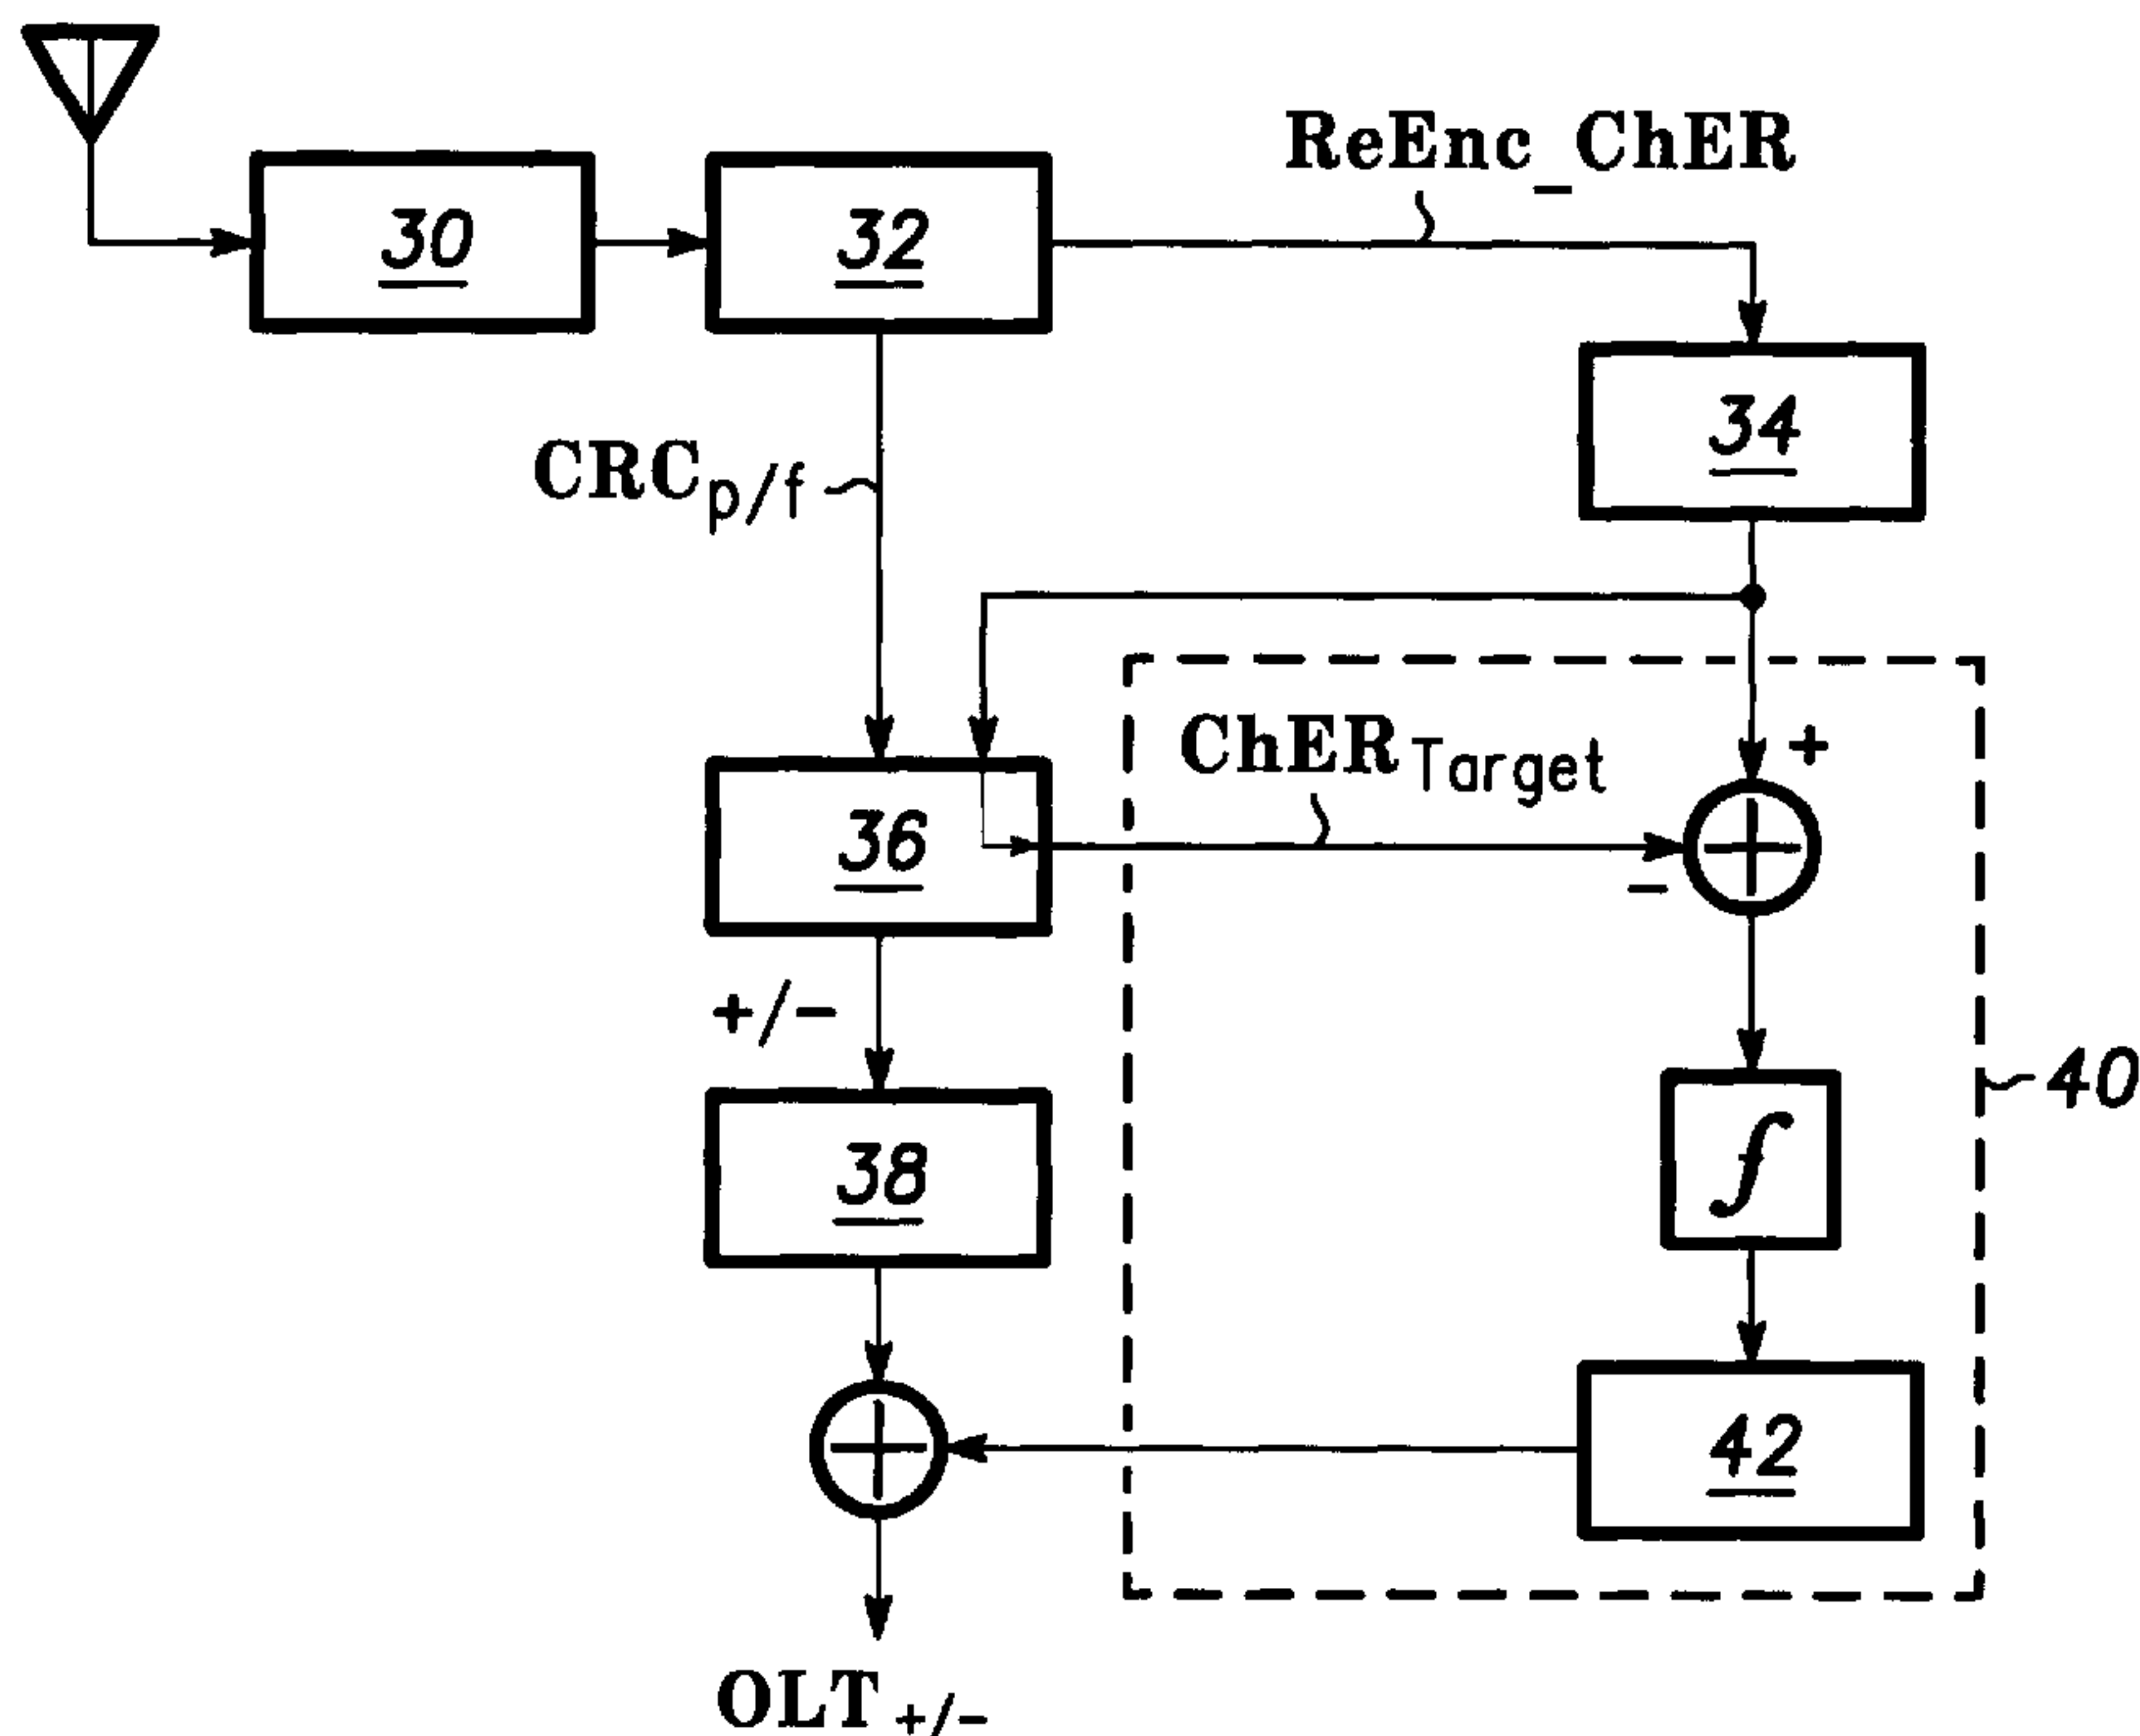 ReEnc_ChER
30
32
34
CRCp/f
ChERTarget
+
36
−
+/−
40
38
∫
42
OLT+/−